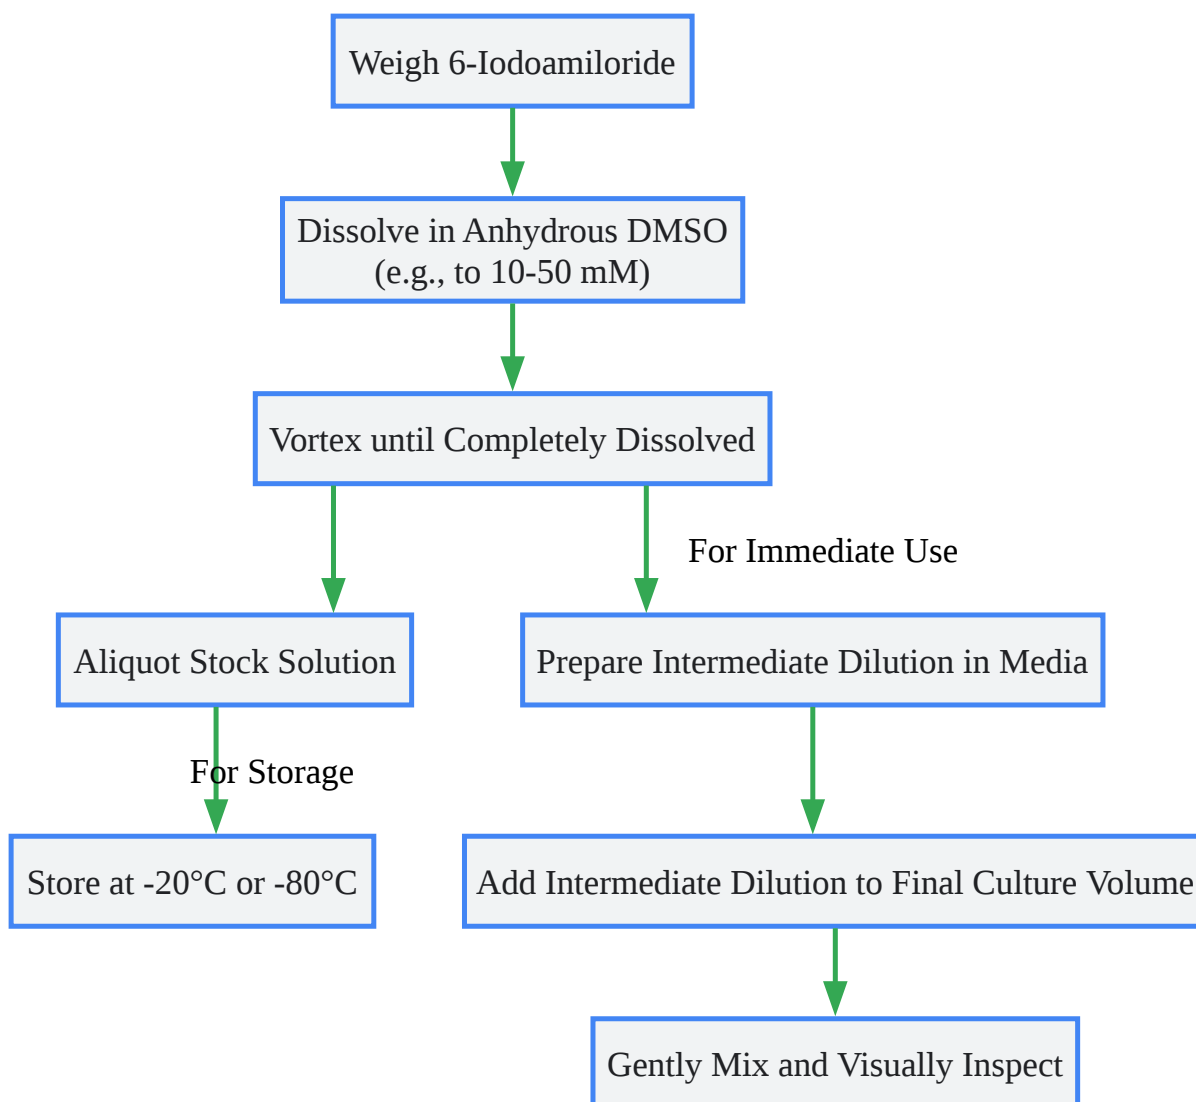 Weigh 6-Iodoamiloride
Dissolve in Anhydrous DMSO
(e.g., to 10-50 mM)
Vortex until Completely Dissolved
For Immediate Use
Aliquot Stock Solution
Prepare Intermediate Dilution in Media
For Storage
Store at -20°C or -80°C
Add Intermediate Dilution to Final Culture Volume
Gently Mix and Visually Inspect